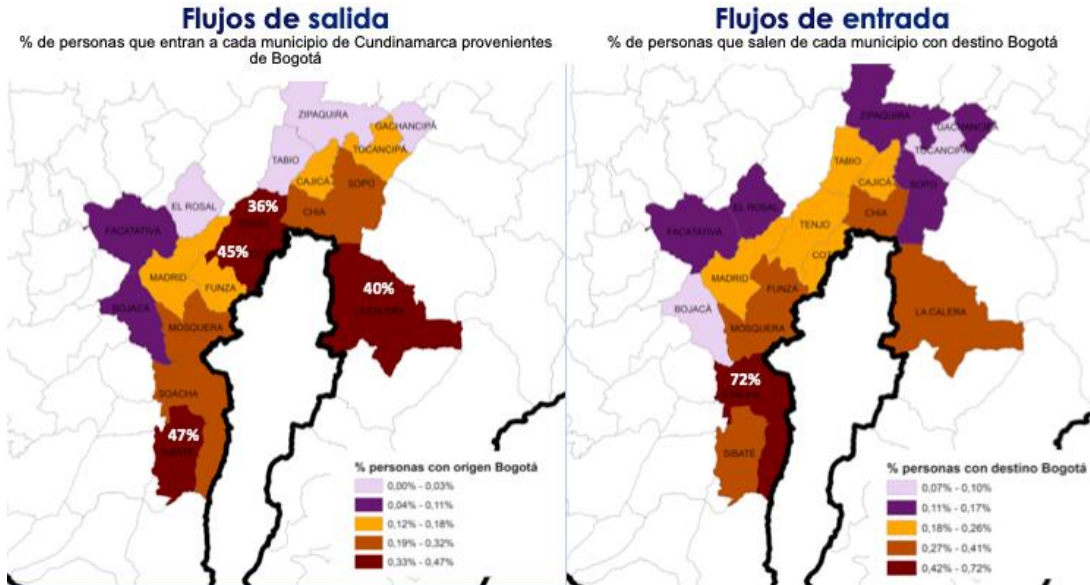 Flujos de salida
% de personas que entran a cada municipio de Cundinamarca provenientes
de Bogotá
ZIPAQUIRA
GACHANCIPÁ
TOCANCIPA
TABIO
CAJICÁ
SOPO
EL ROSAL
CHIA
36%
FACATATIVA
45%
MADRID
FUNZA
40%
LA CALERA
BOJACÁ
MOSQUERA
SOACHA
47%
% personas con origen Bogotá
0,00% - 0,03%
0,04% - 0,11%
0,12% - 0,18%
0,19% - 0,32%
0,33% - 0,47%
Flujos de entrada
% de personas que salen de cada municipio con destino Bogotá
ZIPAQUIRA
GACHANCIPÁ
TOCANCIPA
TABIO
CAJICÁ
SOPO
EL ROSAL
CHIA
TENJO
FACATATIVA
COT
MADRID
FUNZA
BOJACÁ
LA CALERA
MOSQUERA
72%
SIBATÉ
% personas con destino Bogotá
0,07% - 0,10%
0,11% - 0,17%
0,18% - 0,26%
0,27% - 0,41%
0,42% - 0,72%